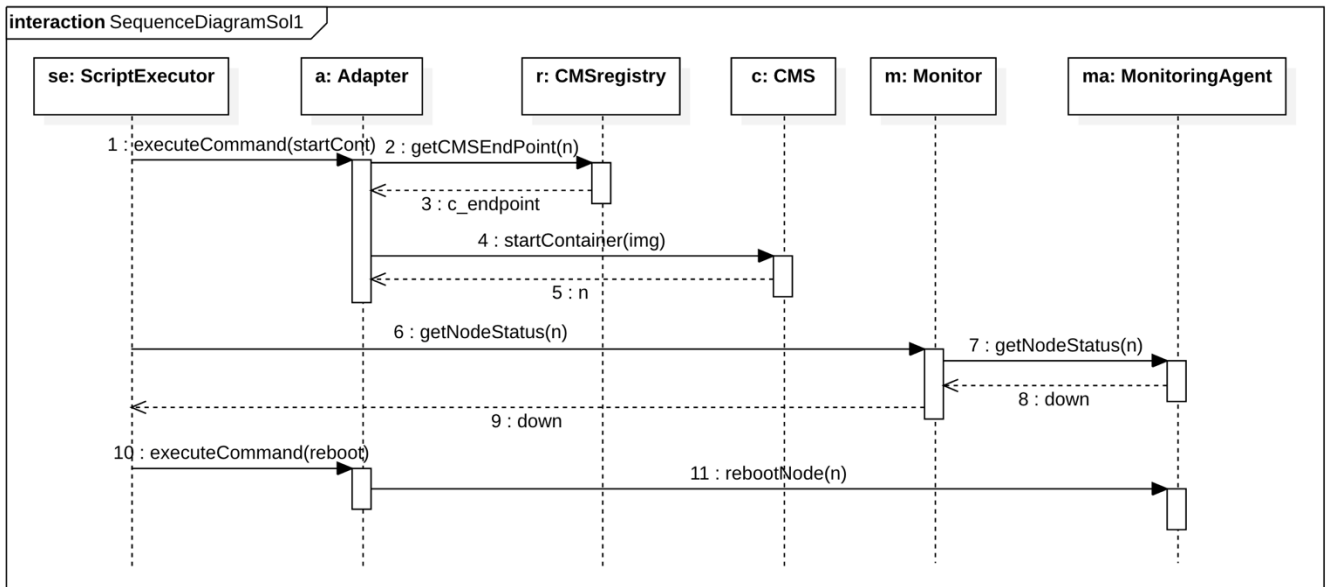 interaction SequenceDiagramSol1
se: ScriptExecutor
a: Adapter
r: CMSregistry
c: CMS
m: Monitor
ma: MonitoringAgent
1 : executeCommand(startCont)
2 : getCMSEndPoint(n)
3 : c_endpoint
4 : startContainer(img)
5 : n
6 : getNodeStatus(n)
7 : getNodeStatus(n)
8 : down
9 : down
10 : executeCommand(reboot)
11 : rebootNode(n)